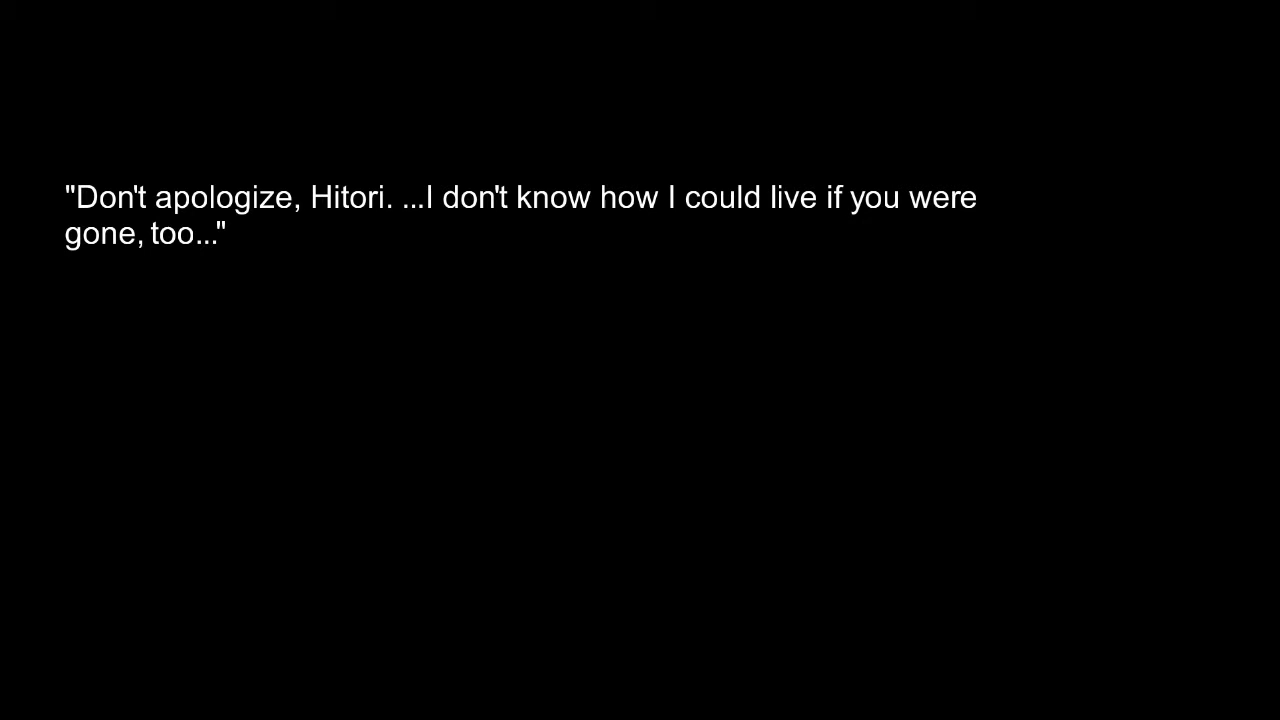 "Don't apologize, Hitori. ...I don't know how I could live if you were
gone, too..."